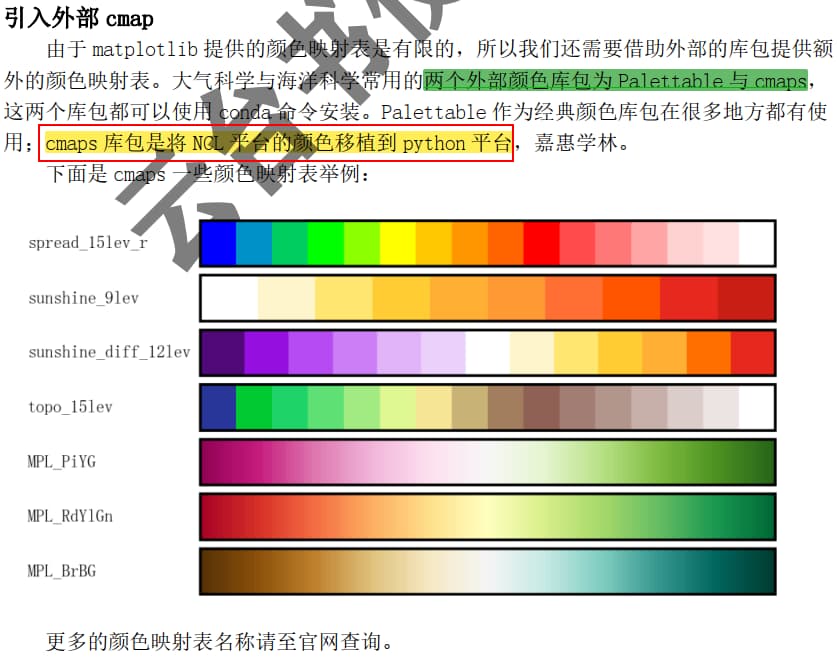 引入外部 cmap
由于 matplotlib 提供的颜色映射表是有限的，所以我们还需要借助外部的库包提供额
外的颜色映射表。大气科学与海洋科学常用的两个外部颜色库包为 Palettable 与 cmaps，
这两个库包都可以使用 conda 命令安装。Palettable 作为经典颜色库包在很多地方都有使
用；cmaps 库包是将 NCL 平台的颜色移植到 python 平台，嘉惠学林。
下面是 cmaps 一些颜色映射表举例：
spread_15lev_r
sunshine_9lev
sunshine_diff_12lev
topo_15lev
MPL_PiYG
MPL_RdYlGn
MPL_BrBG
更多的颜色映射表名称请至官网查询。
云台书使